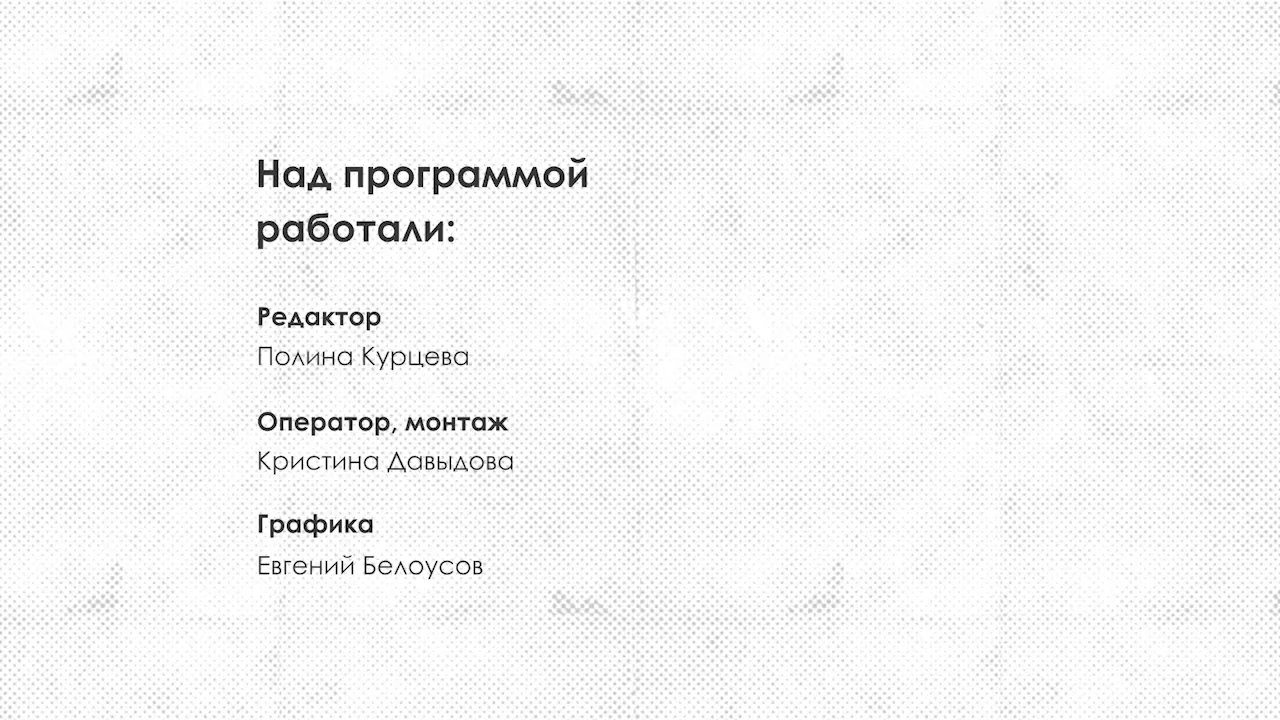 Над программой
работали:
Редактор
Полина Курцева
Оператор, монтаж
Кристина Давыдова
Графика
Евгений Белоусов